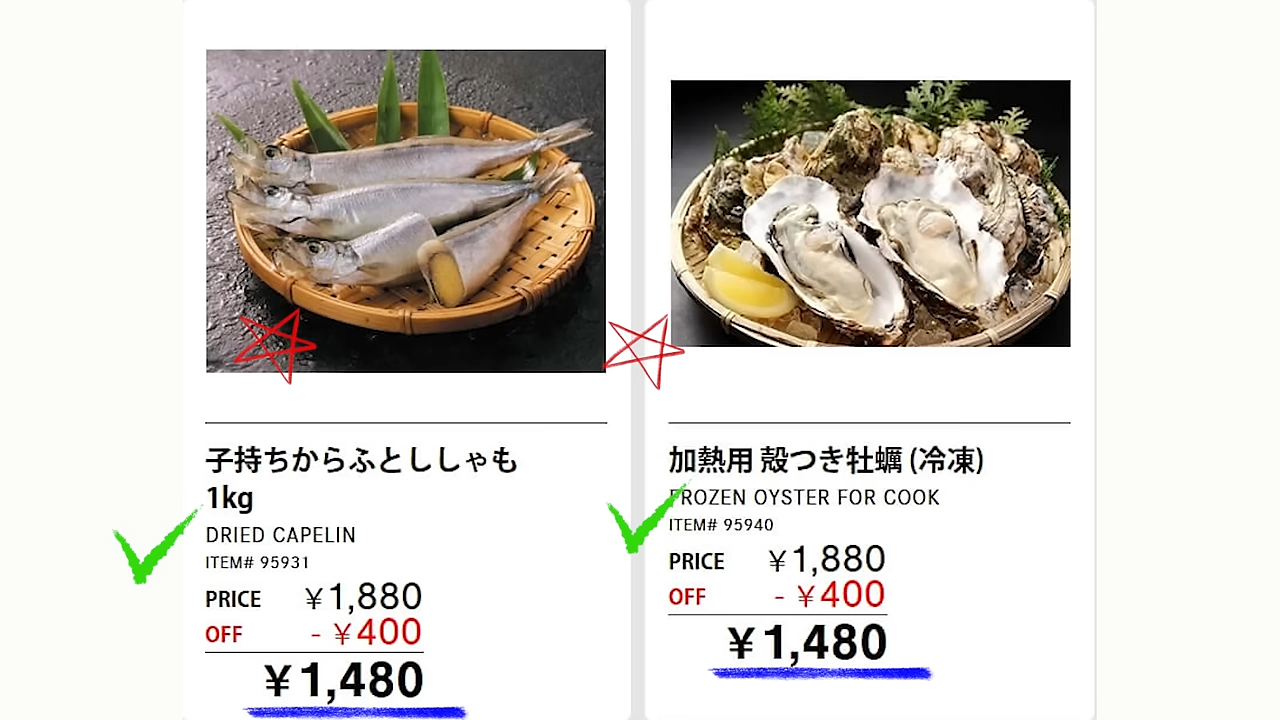 子持ちからふとししゃも
1kg
DRIED CAPELIN
ITEM# 95931
PRICE ¥1,880
OFF - ¥400
¥1,480
加熱用 殻つき牡蠣 (冷凍)
FROZEN OYSTER FOR COOK
ITEM# 95940
PRICE ¥1,880
OFF - ¥400
¥1,480